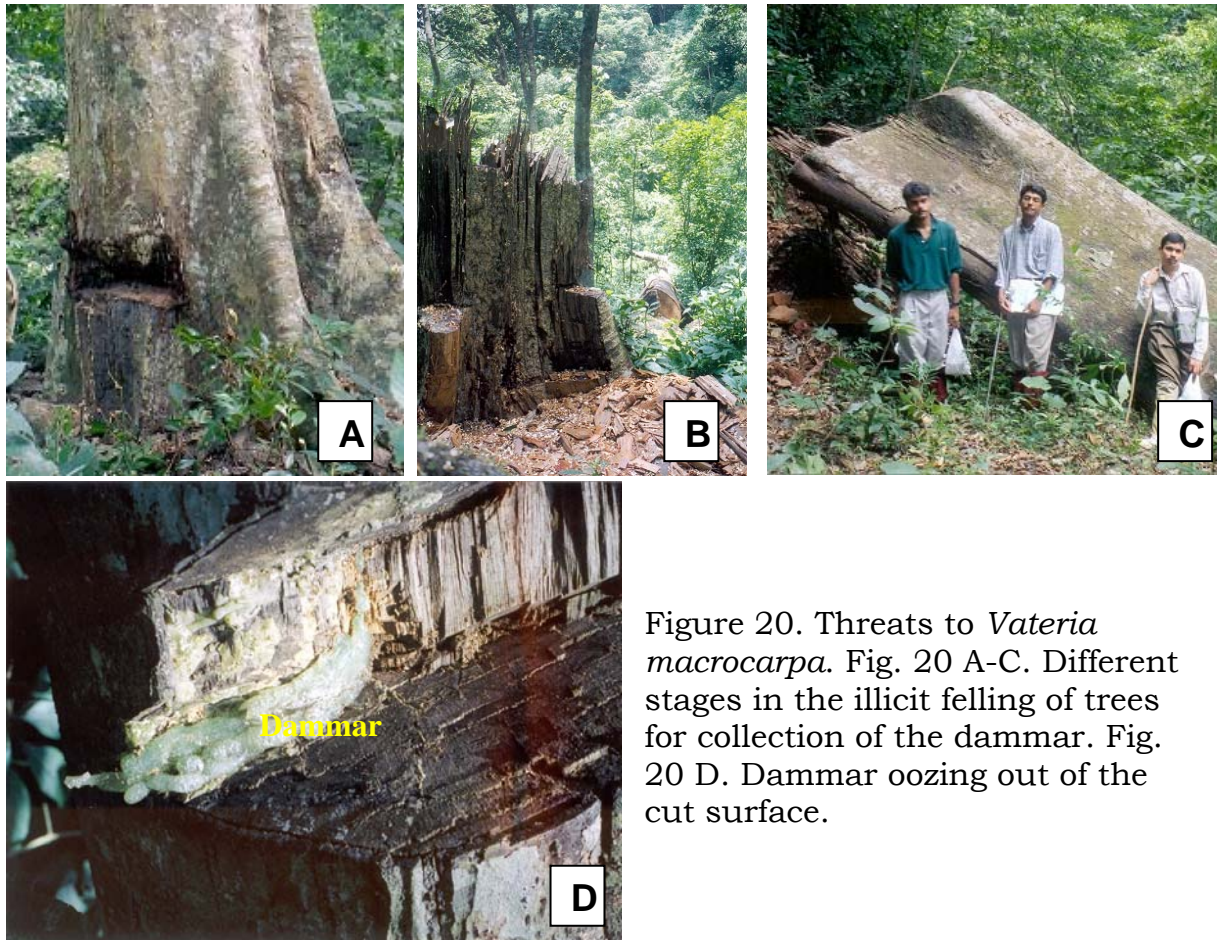 A
B
C
Dammar
D
Figure 20. Threats to Vateria
macrocarpa. Fig. 20 A-C. Different
stages in the illicit felling of trees
for collection of the dammar. Fig.
20 D. Dammar oozing out of the
cut surface.